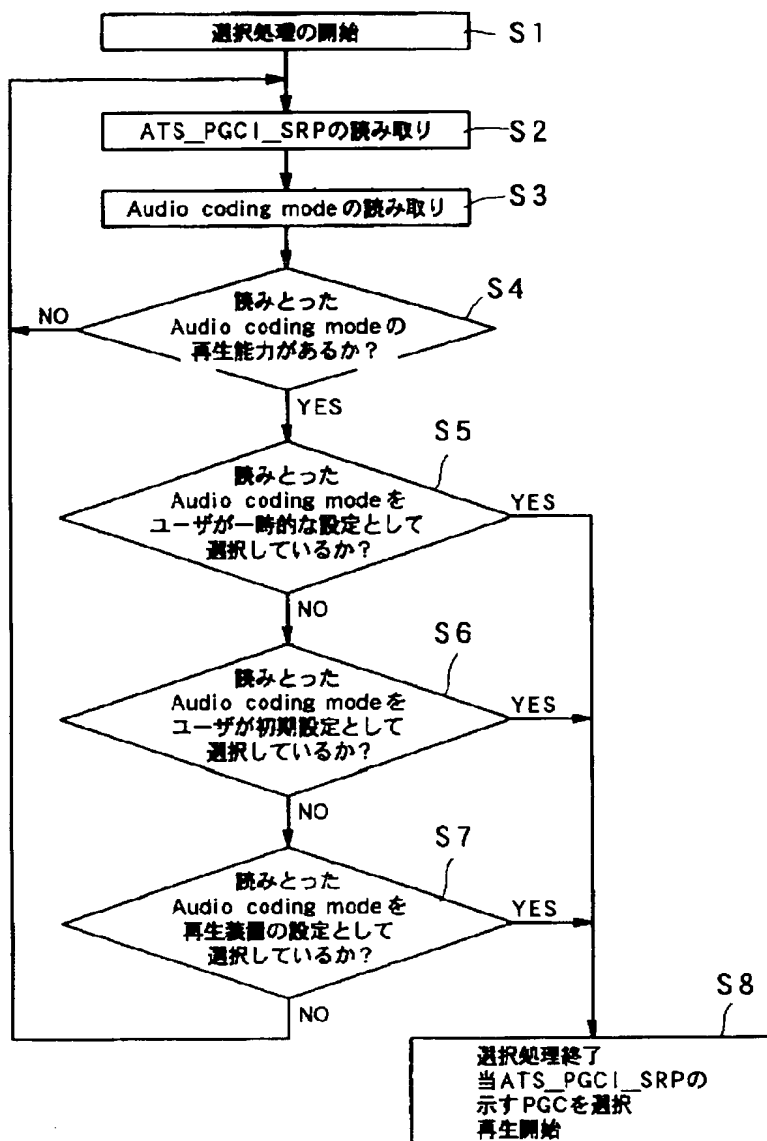 選択処理の開始
S1
ATS_PGCI_SRPの読み取り
S2
Audio coding modeの読み取り
S3
読みとった
Audio coding modeの
再生能力があるか？
S4
NO
YES
読みとった
Audio coding modeを
ユーザが一時的な設定として
選択しているか？
S5
YES
NO
読みとった
Audio coding modeを
ユーザが初期設定として
選択しているか？
S6
YES
NO
読みとった
Audio coding modeを
再生装置の設定として
選択しているか？
S7
YES
NO
S8
選択処理終了
当ATS_PGCI_SRPの
示すPGCを選択
再生開始